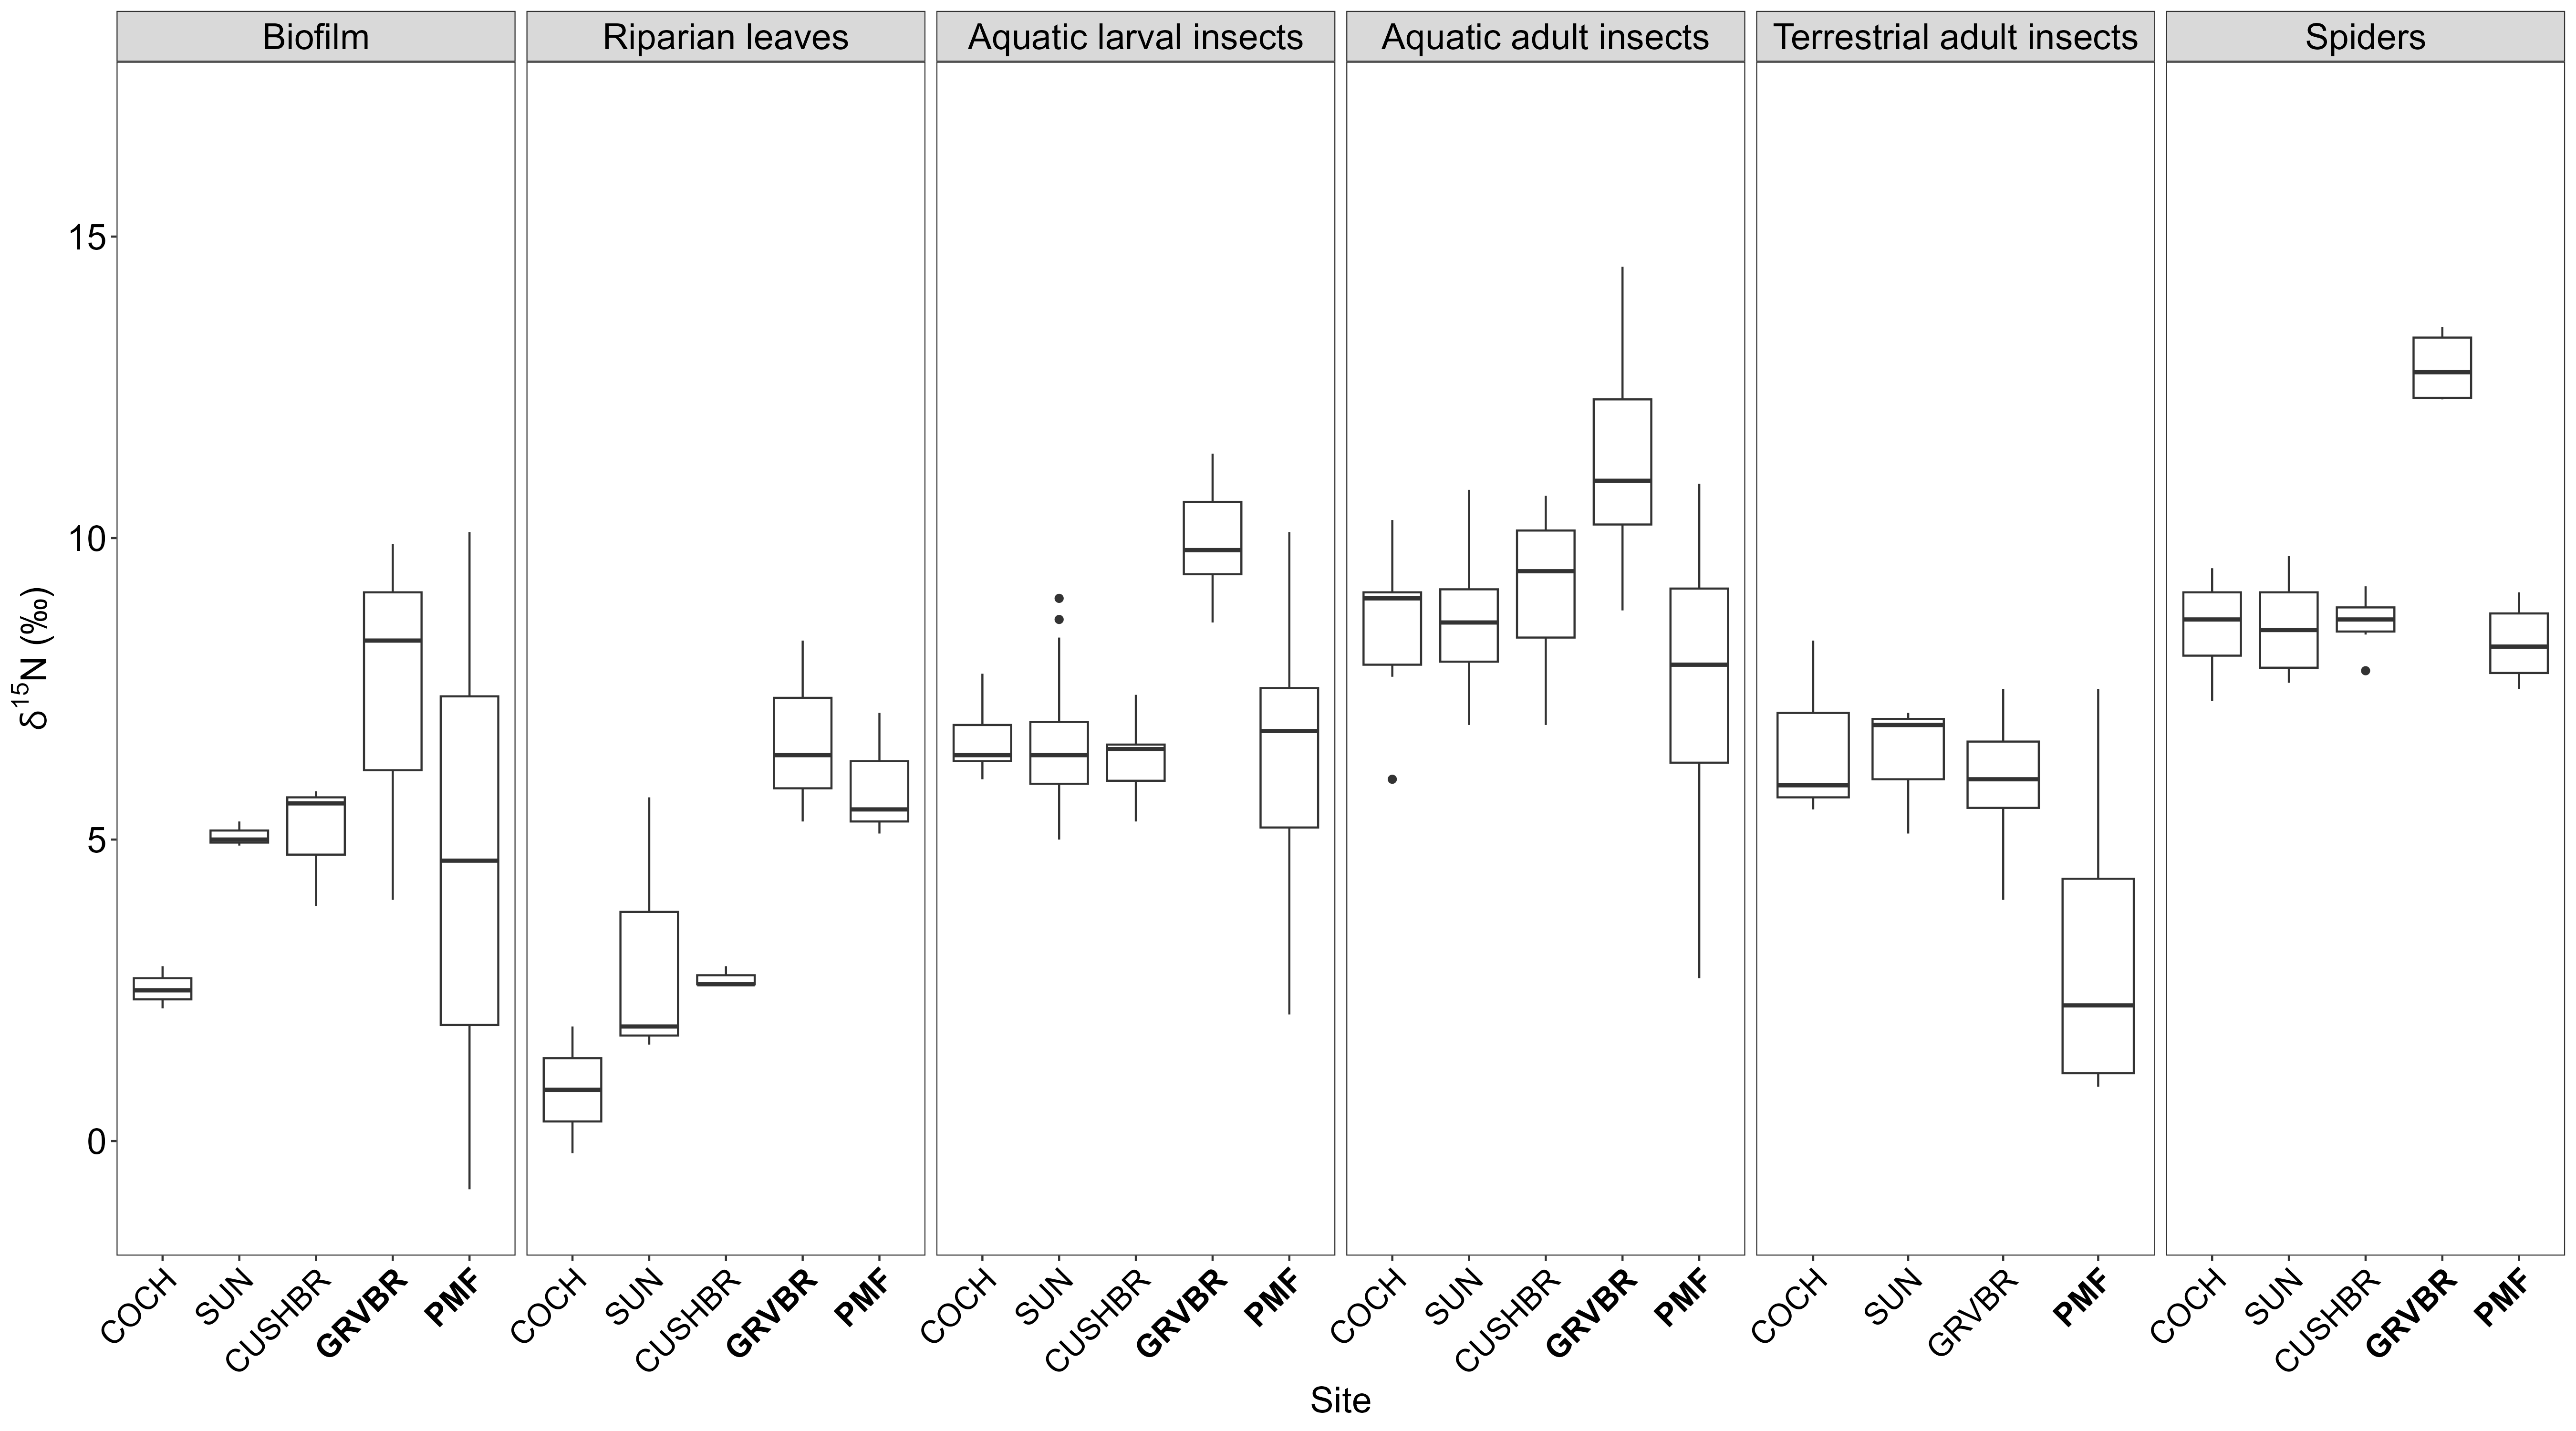 Biofilm
Riparian leaves
Aquatic larval insects
Aquatic adult insects
Terrestrial adult insects
Spiders
δ¹⁵N (‰)
15
10
5
0
COCH SUN CUSHBR GRVBR PMF
COCH SUN CUSHBR GRVBR PMF
COCH SUN CUSHBR GRVBR PMF
COCH SUN CUSHBR GRVBR PMF
COCH SUN GRVBR PMF
COCH SUN CUSHBR GRVBR PMF
Site